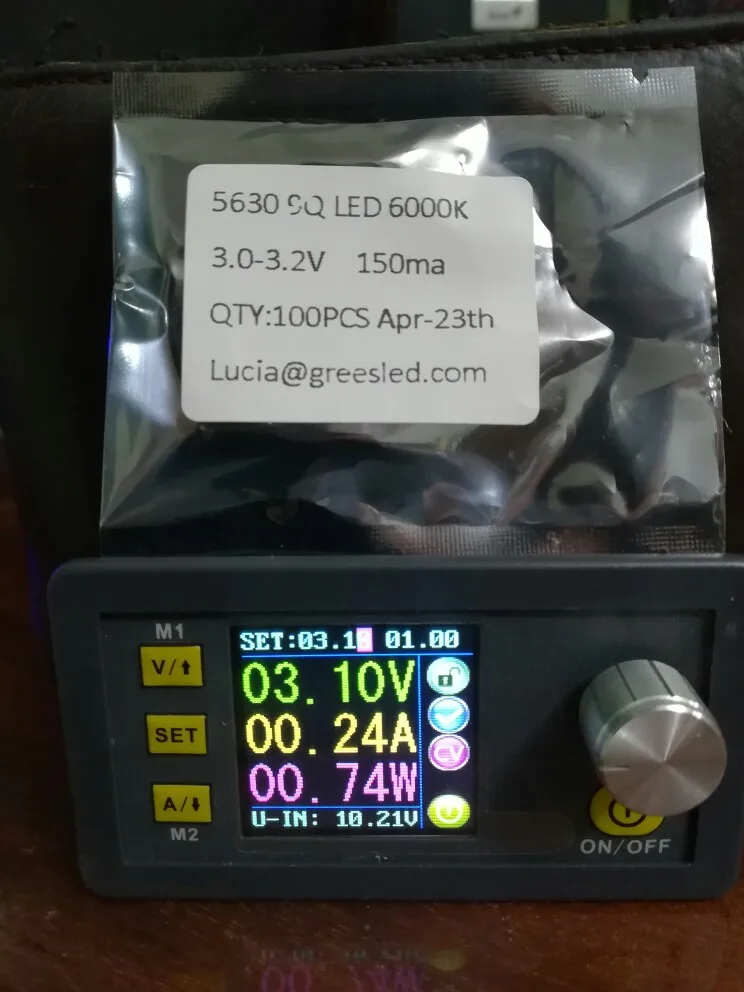 5630 SQ LED 6000K
3.0-3.2V 150ma
QTY:100PCS Apr-23th
Lucia@greesled.com
M1
V/⬆
SET
A/⬇
M2
SET:03.10 01.00
03.10V
00.24A
00.74W
U-IN: 10.21V
CV
ON/OFF